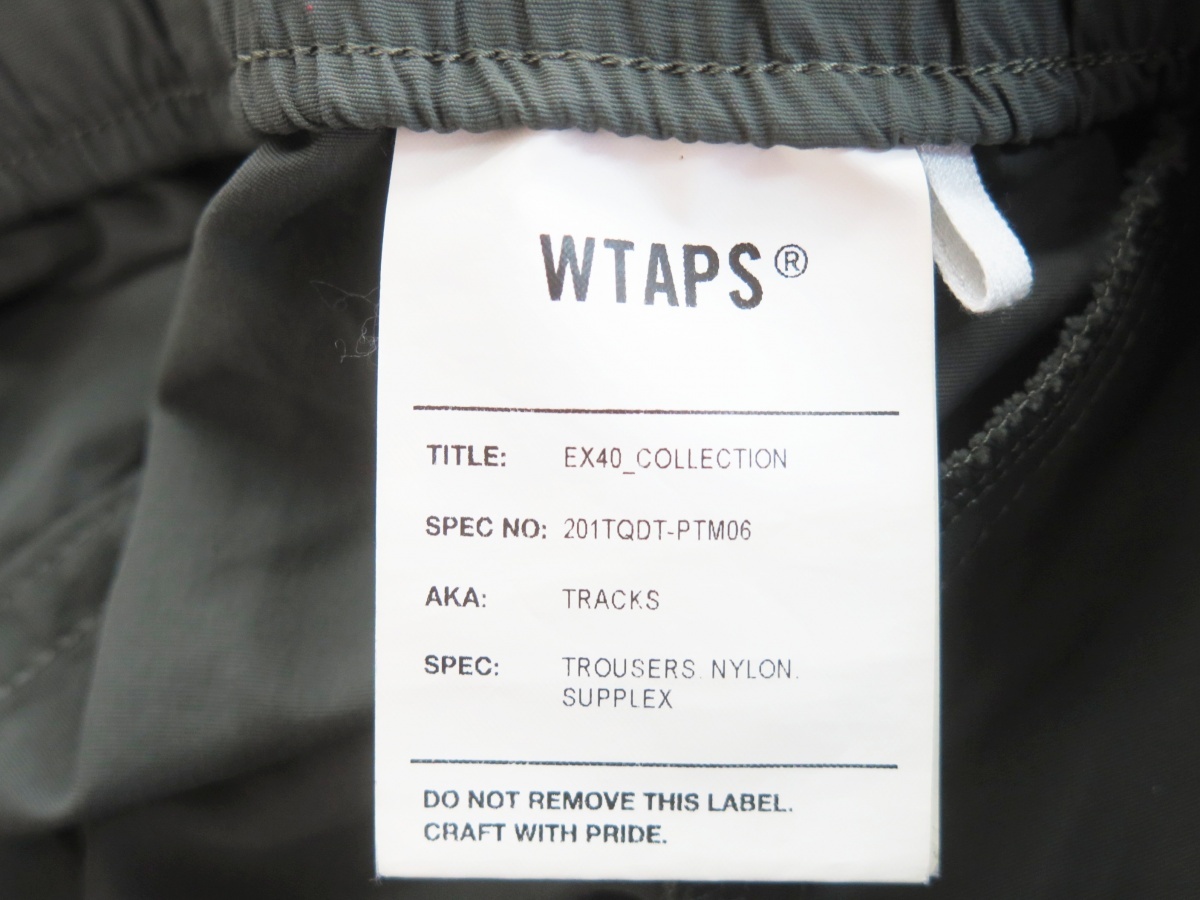 WTAPS®
TITLE: EX40_COLLECTION
SPEC NO: 201TQDT-PTM06
AKA: TRACKS
SPEC: TROUSERS. NYLON.
SUPPLEX
DO NOT REMOVE THIS LABEL.
CRAFT WITH PRIDE.